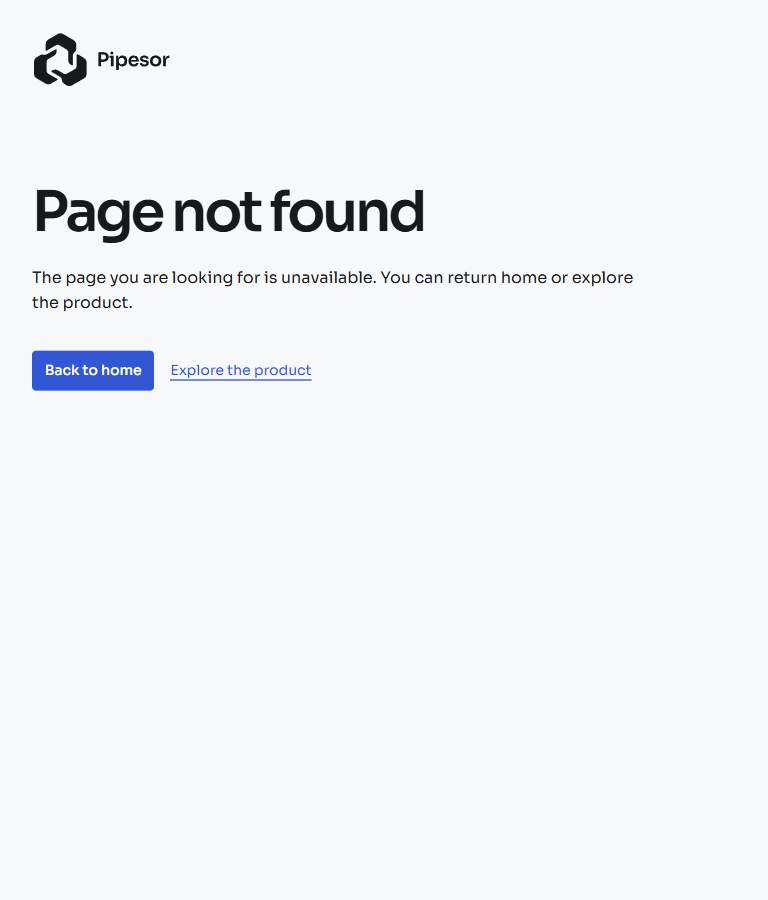 Pipesor
Page not found
The page you are looking for is unavailable. You can return home or explore
the product.
Back to home
Explore the product